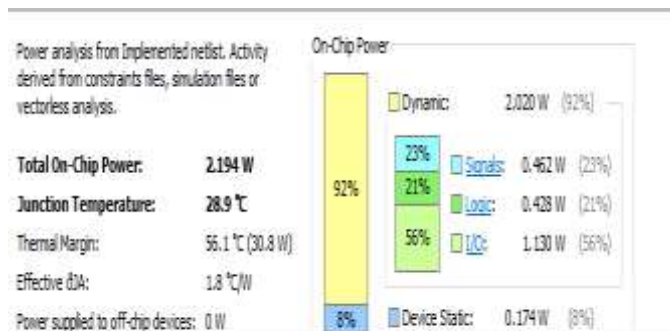 Power analysis from Implemented netlist. Activity
derived from constraints files, simulation files or
vectorless analysis.
Total On-Chip Power: 2.194 W
Junction Temperature: 28.9 °C
Thermal Margin: 56.1 °C (30.8 W)
Effective ϑJA: 1.8 °C/W
Power supplied to off-chip devices: 0 W
On-Chip Power
92%
8%
Dynamic: 2.020 W (92%)
23% Signals: 0.462 W (23%)
21% Logic: 0.428 W (21%)
56% I/O: 1.130 W (56%)
Device Static: 0.174 W (8%)